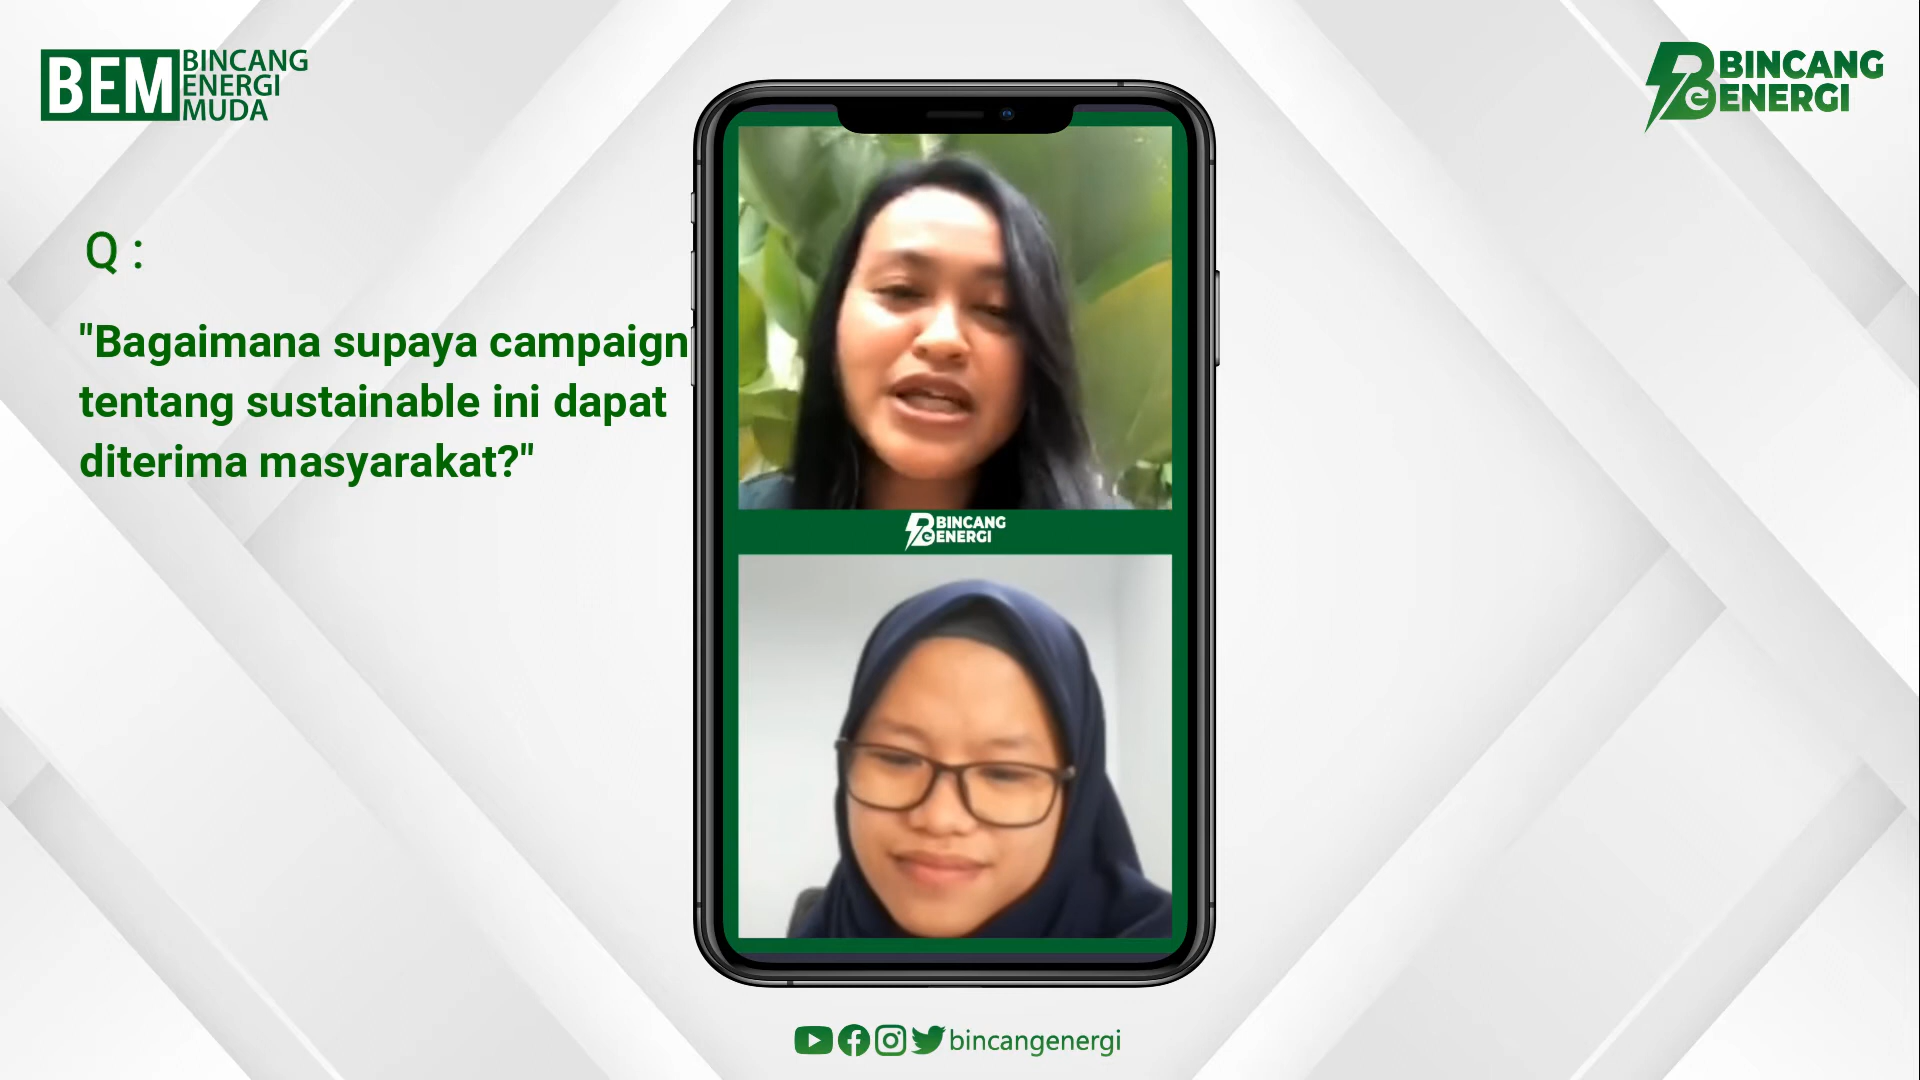 BEM
BINCANG
ENERGI
MUDA
BINCANG
ENERGI
Q :
"Bagaimana supaya campaign
tentang sustainable ini dapat
diterima masyarakat?"
BINCANG
ENERGI
bincangenergi